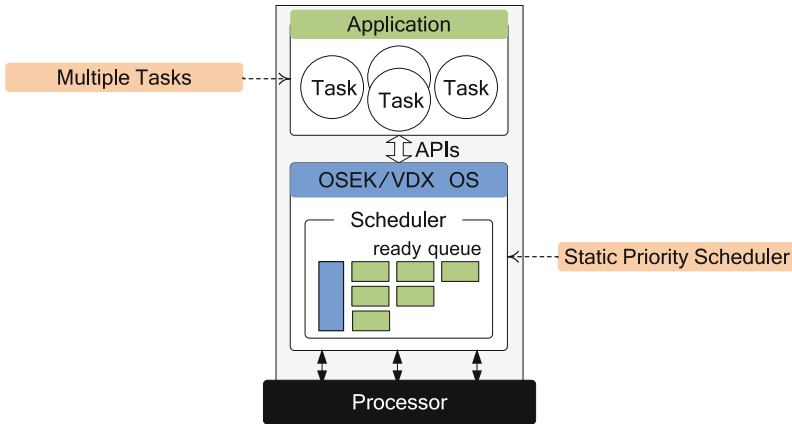 Application
Multiple Tasks
Task
Task
Task
APIs
OSEK/VDX OS
Scheduler
ready queue
Static Priority Scheduler
Processor